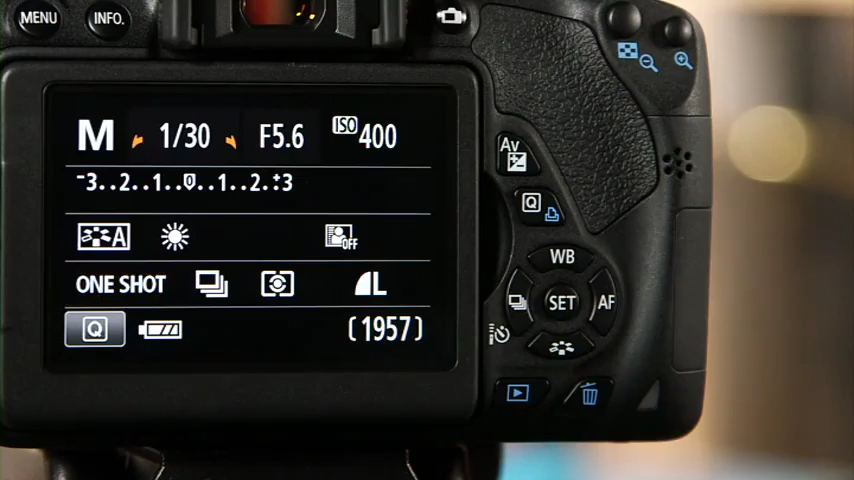 MENU INFO.
M 1/30 F5.6 ISO 400
-3..2..1..0..1..2.:+3
A OFF
ONE SHOT L
Q (1957)
Av
Q
WB
SET AF